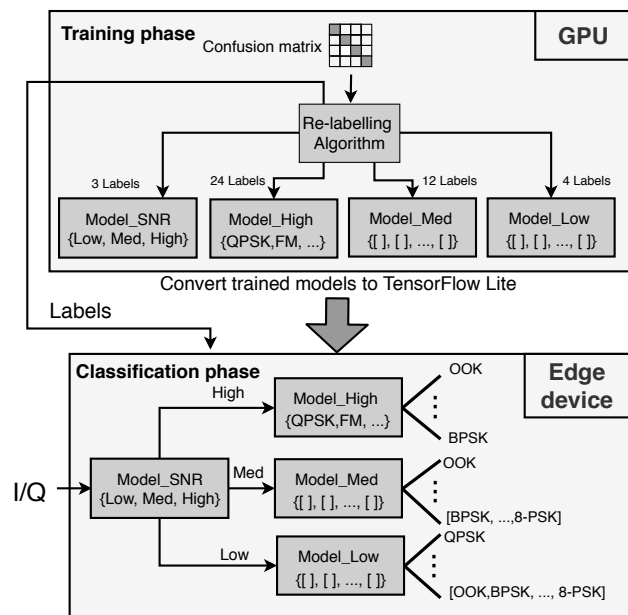 Training phase
GPU
Confusion matrix
Re-labelling
Algorithm
3 Labels
24 Labels
12 Labels
4 Labels
Model_SNR
{Low, Med, High}
Model_High
{QPSK,FM, ...}
Model_Med
{[ ], [ ], ..., [ ]}
Model_Low
{[ ], [ ], ..., [ ]}
Convert trained models to TensorFlow Lite
Labels
Classification phase
Edge
device
High
Model_High
{QPSK,FM, ...}
OOK
BPSK
I/Q
Model_SNR
{Low, Med, High}
Med
Model_Med
{[ ], [ ], ..., [ ]}
OOK
[BPSK, ...,8-PSK]
Low
Model_Low
{[ ], [ ], ..., [ ]}
QPSK
[OOK,BPSK, ..., 8-PSK]